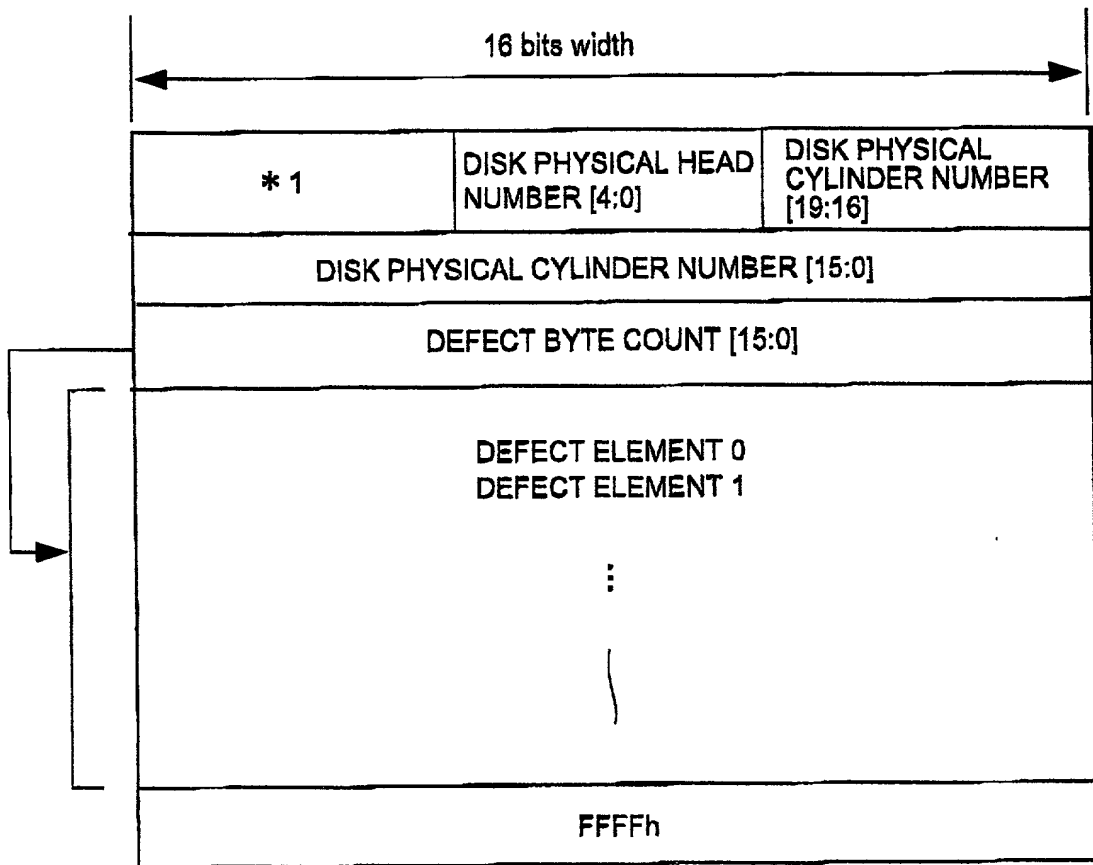 16 bits width
* 1
DISK PHYSICAL HEAD
NUMBER [4:0]
DISK PHYSICAL
CYLINDER NUMBER
[19:16]
DISK PHYSICAL CYLINDER NUMBER [15:0]
DEFECT BYTE COUNT [15:0]
DEFECT ELEMENT 0
DEFECT ELEMENT 1
⋮
FFFFh